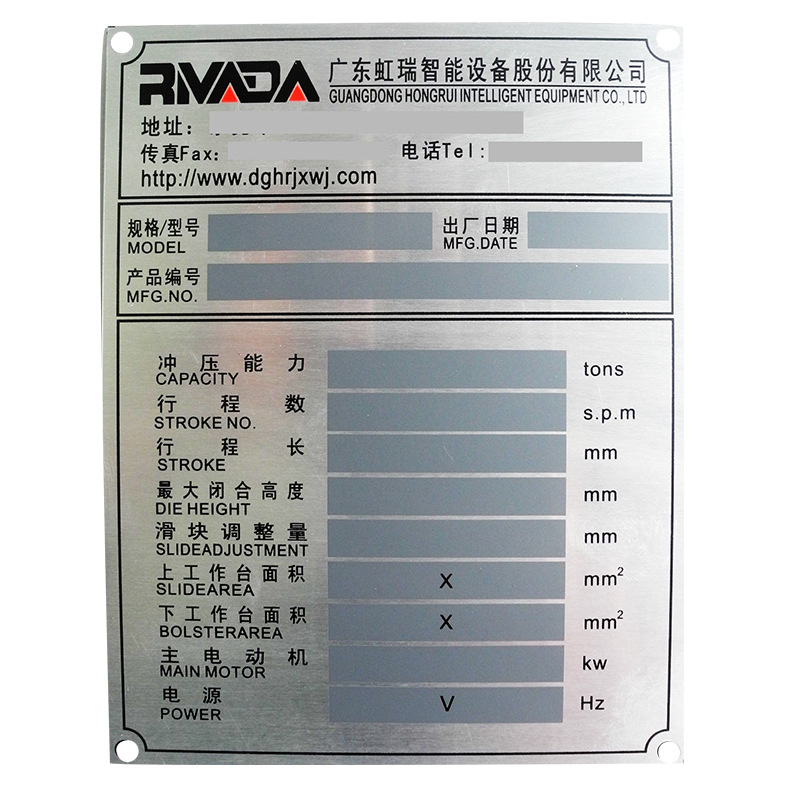 RIVADA 广东虹瑞智能设备股份有限公司
GUANGDONG HONGRUI INTELLIGENT EQUIPMENT CO., LTD
地址：
传真Fax: 电话Tel:
http://www.dghrjxwj.com
规格/型号 出厂日期
MODEL MFG.DATE
产品编号
MFG.NO.
冲压能力 tons
CAPACITY
行程数 s.p.m
STROKE NO.
行程长 mm
STROKE
最大闭合高度 mm
DIE HEIGHT
滑块调整量 mm
SLIDEADJUSTMENT
上工作台面积 X mm²
SLIDEAREA
下工作台面积 X mm²
BOLSTERAREA
主电动机 kw
MAIN MOTOR
电源 V Hz
POWER